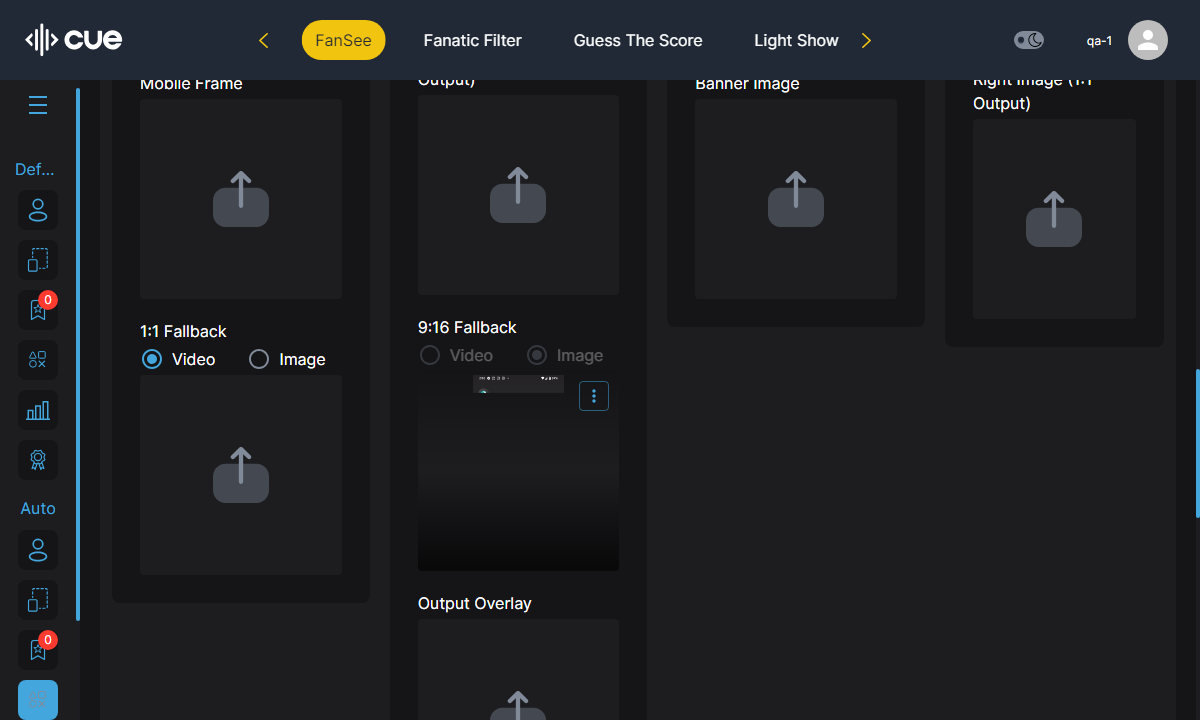 cue
FanSee
Fanatic Filter
Guess The Score
Light Show
qa-1
Def...
0
Auto
0
Mobile Frame
1:1 Fallback
Video
Image
Output)
9:16 Fallback
Video
Image
Output Overlay
Banner Image
Right Image (1:1
Output)